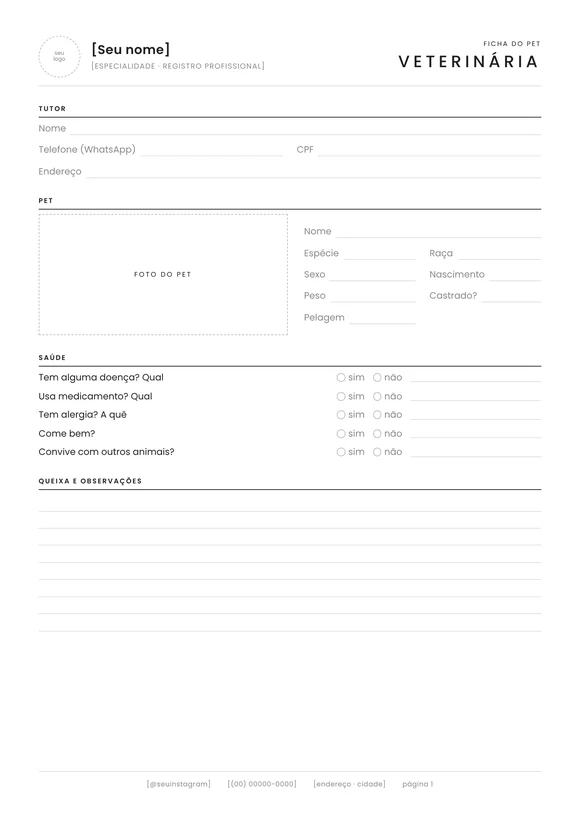 seu
logo
[Seu nome]
[ESPECIALIDADE · REGISTRO PROFISSIONAL]
FICHA DO PET
VETERINÁRIA
TUTOR
Nome
Telefone (WhatsApp) CPF
Endereço
PET
FOTO DO PET
Nome
Espécie Raça
Sexo Nascimento
Peso Castrado?
Pelagem
SAÚDE
Tem alguma doença? Qual sim não
Usa medicamento? Qual sim não
Tem alergia? A quê sim não
Come bem? sim não
Convive com outros animais? sim não
QUEIXA E OBSERVAÇÕES
[@seuinstagram] [(00) 00000-0000] [endereço · cidade] página 1